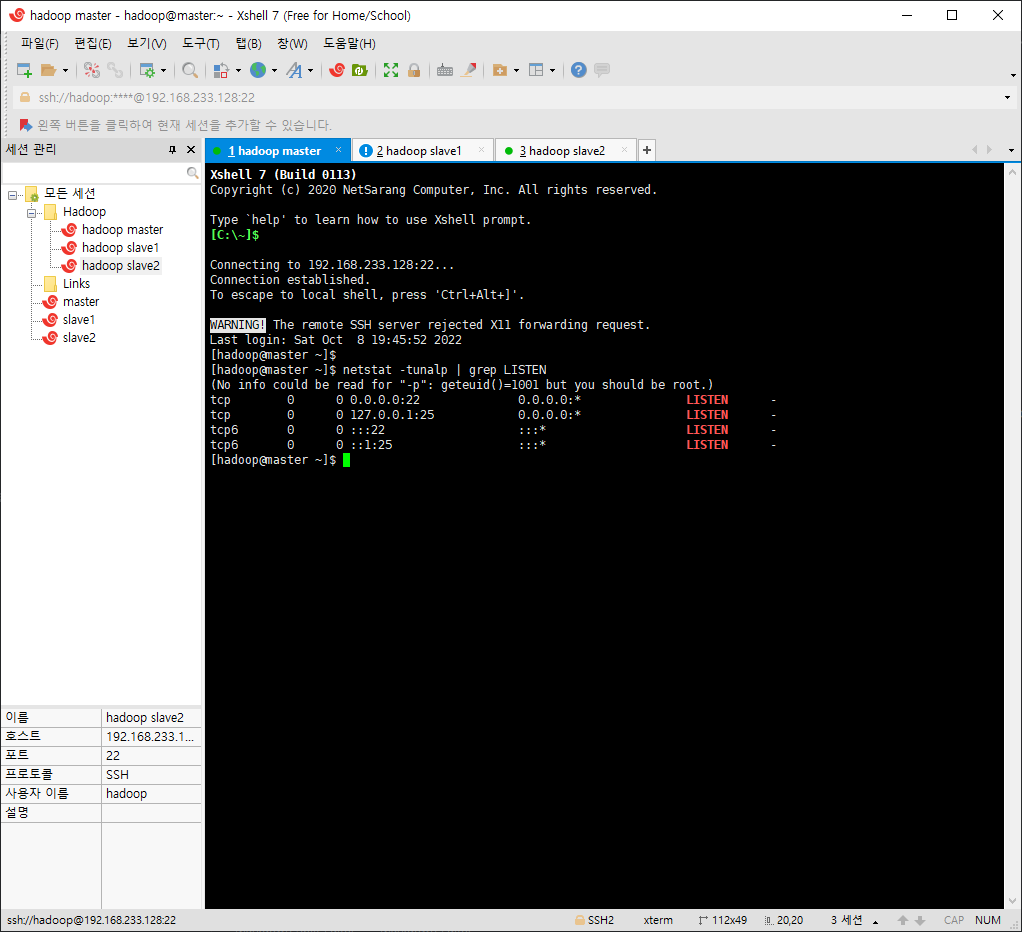 hadoop master - hadoop@master:~ - Xshell 7 (Free for Home/School)
파일(F) 편집(E) 보기(V) 도구(T) 탭(B) 창(W) 도움말(H)
ssh://hadoop:****@192.168.233.128:22
왼쪽 버튼을 클릭하여 현재 세션을 추가할 수 있습니다.
세션 관리
모든 세션
Hadoop
hadoop master
hadoop slave1
hadoop slave2
Links
master
slave1
slave2
이름 hadoop slave2
호스트 192.168.233.1...
포트 22
프로토콜 SSH
사용자 이름 hadoop
설명
1 hadoop master 2 hadoop slave1 3 hadoop slave2
Xshell 7 (Build 0113)
Copyright (c) 2020 NetSarang Computer, Inc. All rights reserved.
Type `help' to learn how to use Xshell prompt.
[C:\~]$
Connecting to 192.168.233.128:22...
Connection established.
To escape to local shell, press 'Ctrl+Alt+]'.
WARNING! The remote SSH server rejected X11 forwarding request.
Last login: Sat Oct  8 19:45:52 2022
[hadoop@master ~]$
[hadoop@master ~]$ netstat -tunalp | grep LISTEN
(No info could be read for "-p": geteuid()=1001 but you should be root.)
tcp        0      0 0.0.0.0:22              0.0.0.0:*               LISTEN      -
tcp        0      0 127.0.0.1:25            0.0.0.0:*               LISTEN      -
tcp6       0      0 :::22                   :::*                    LISTEN      -
tcp6       0      0 ::1:25                  :::*                    LISTEN      -
[hadoop@master ~]$
ssh://hadoop@192.168.233.128:22 SSH2 xterm 112x49 20,20 3 세션 CAP NUM